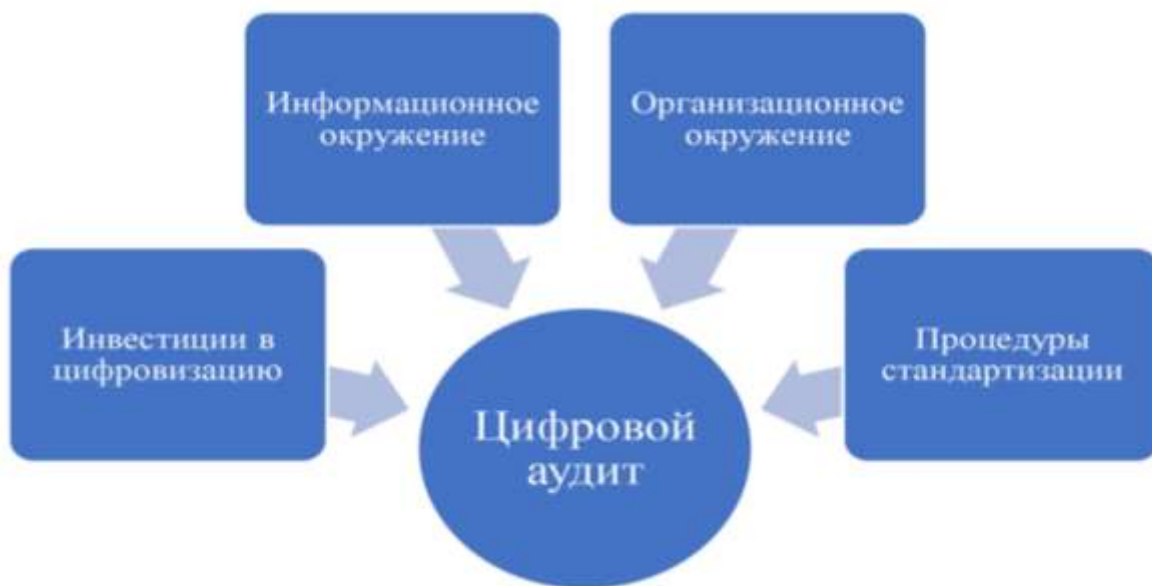 Информационное
окружение
Организационное
окружение
Инвестиции в
цифровизацию
Процедуры
стандартизации
Цифровой
аудит